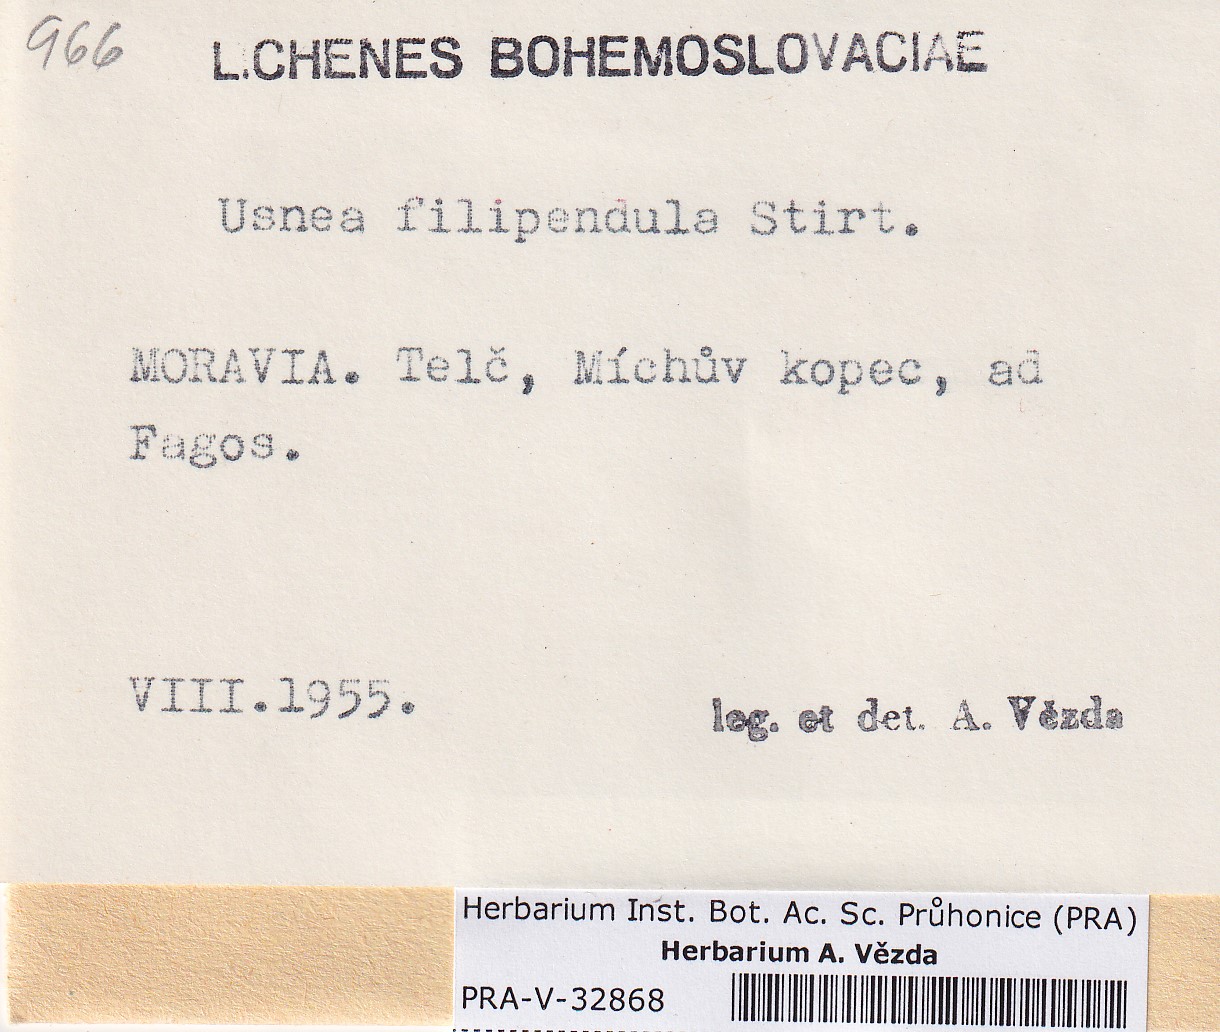 966
LICHENES BOHEMOSLOVACIAE
Usnea filipendula Stirt.
MORAVIA. Telč, Míchův kopec, ad
Fagos.
VIII.1955.
leg. et det. A. Vězda
Herbarium Inst. Bot. Ac. Sc. Průhonice (PRA)
Herbarium A. Vězda
PRA-V-32868